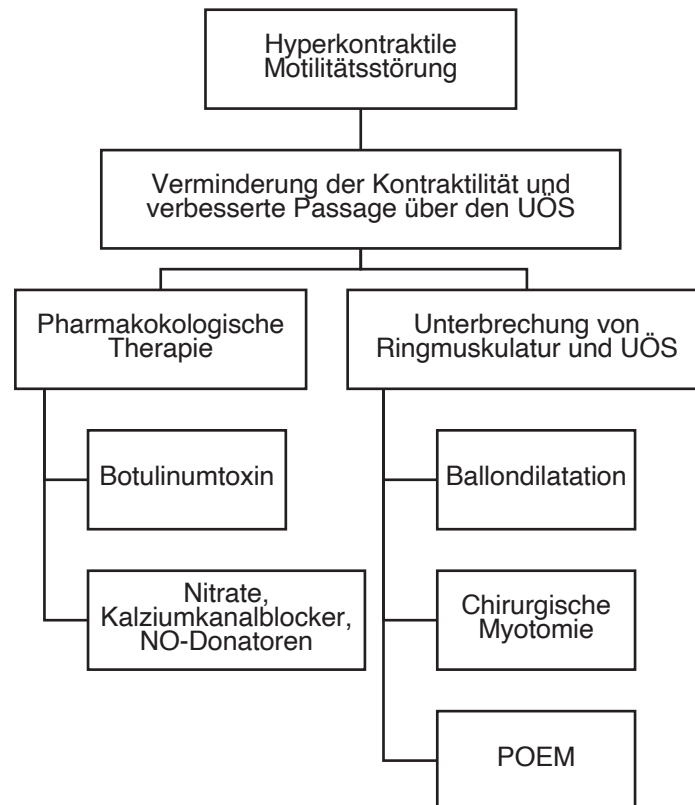 Hyperkontraktile
Motilitätsstörung
Verminderung der Kontraktilität und
verbesserte Passage über den UÖS
Pharmakokologische
Therapie
Unterbrechung von
Ringmuskulatur und UÖS
Botulinumtoxin
Ballondilatation
Nitrate,
Kalziumkanalblocker,
NO-Donatoren
Chirurgische
Myotomie
POEM